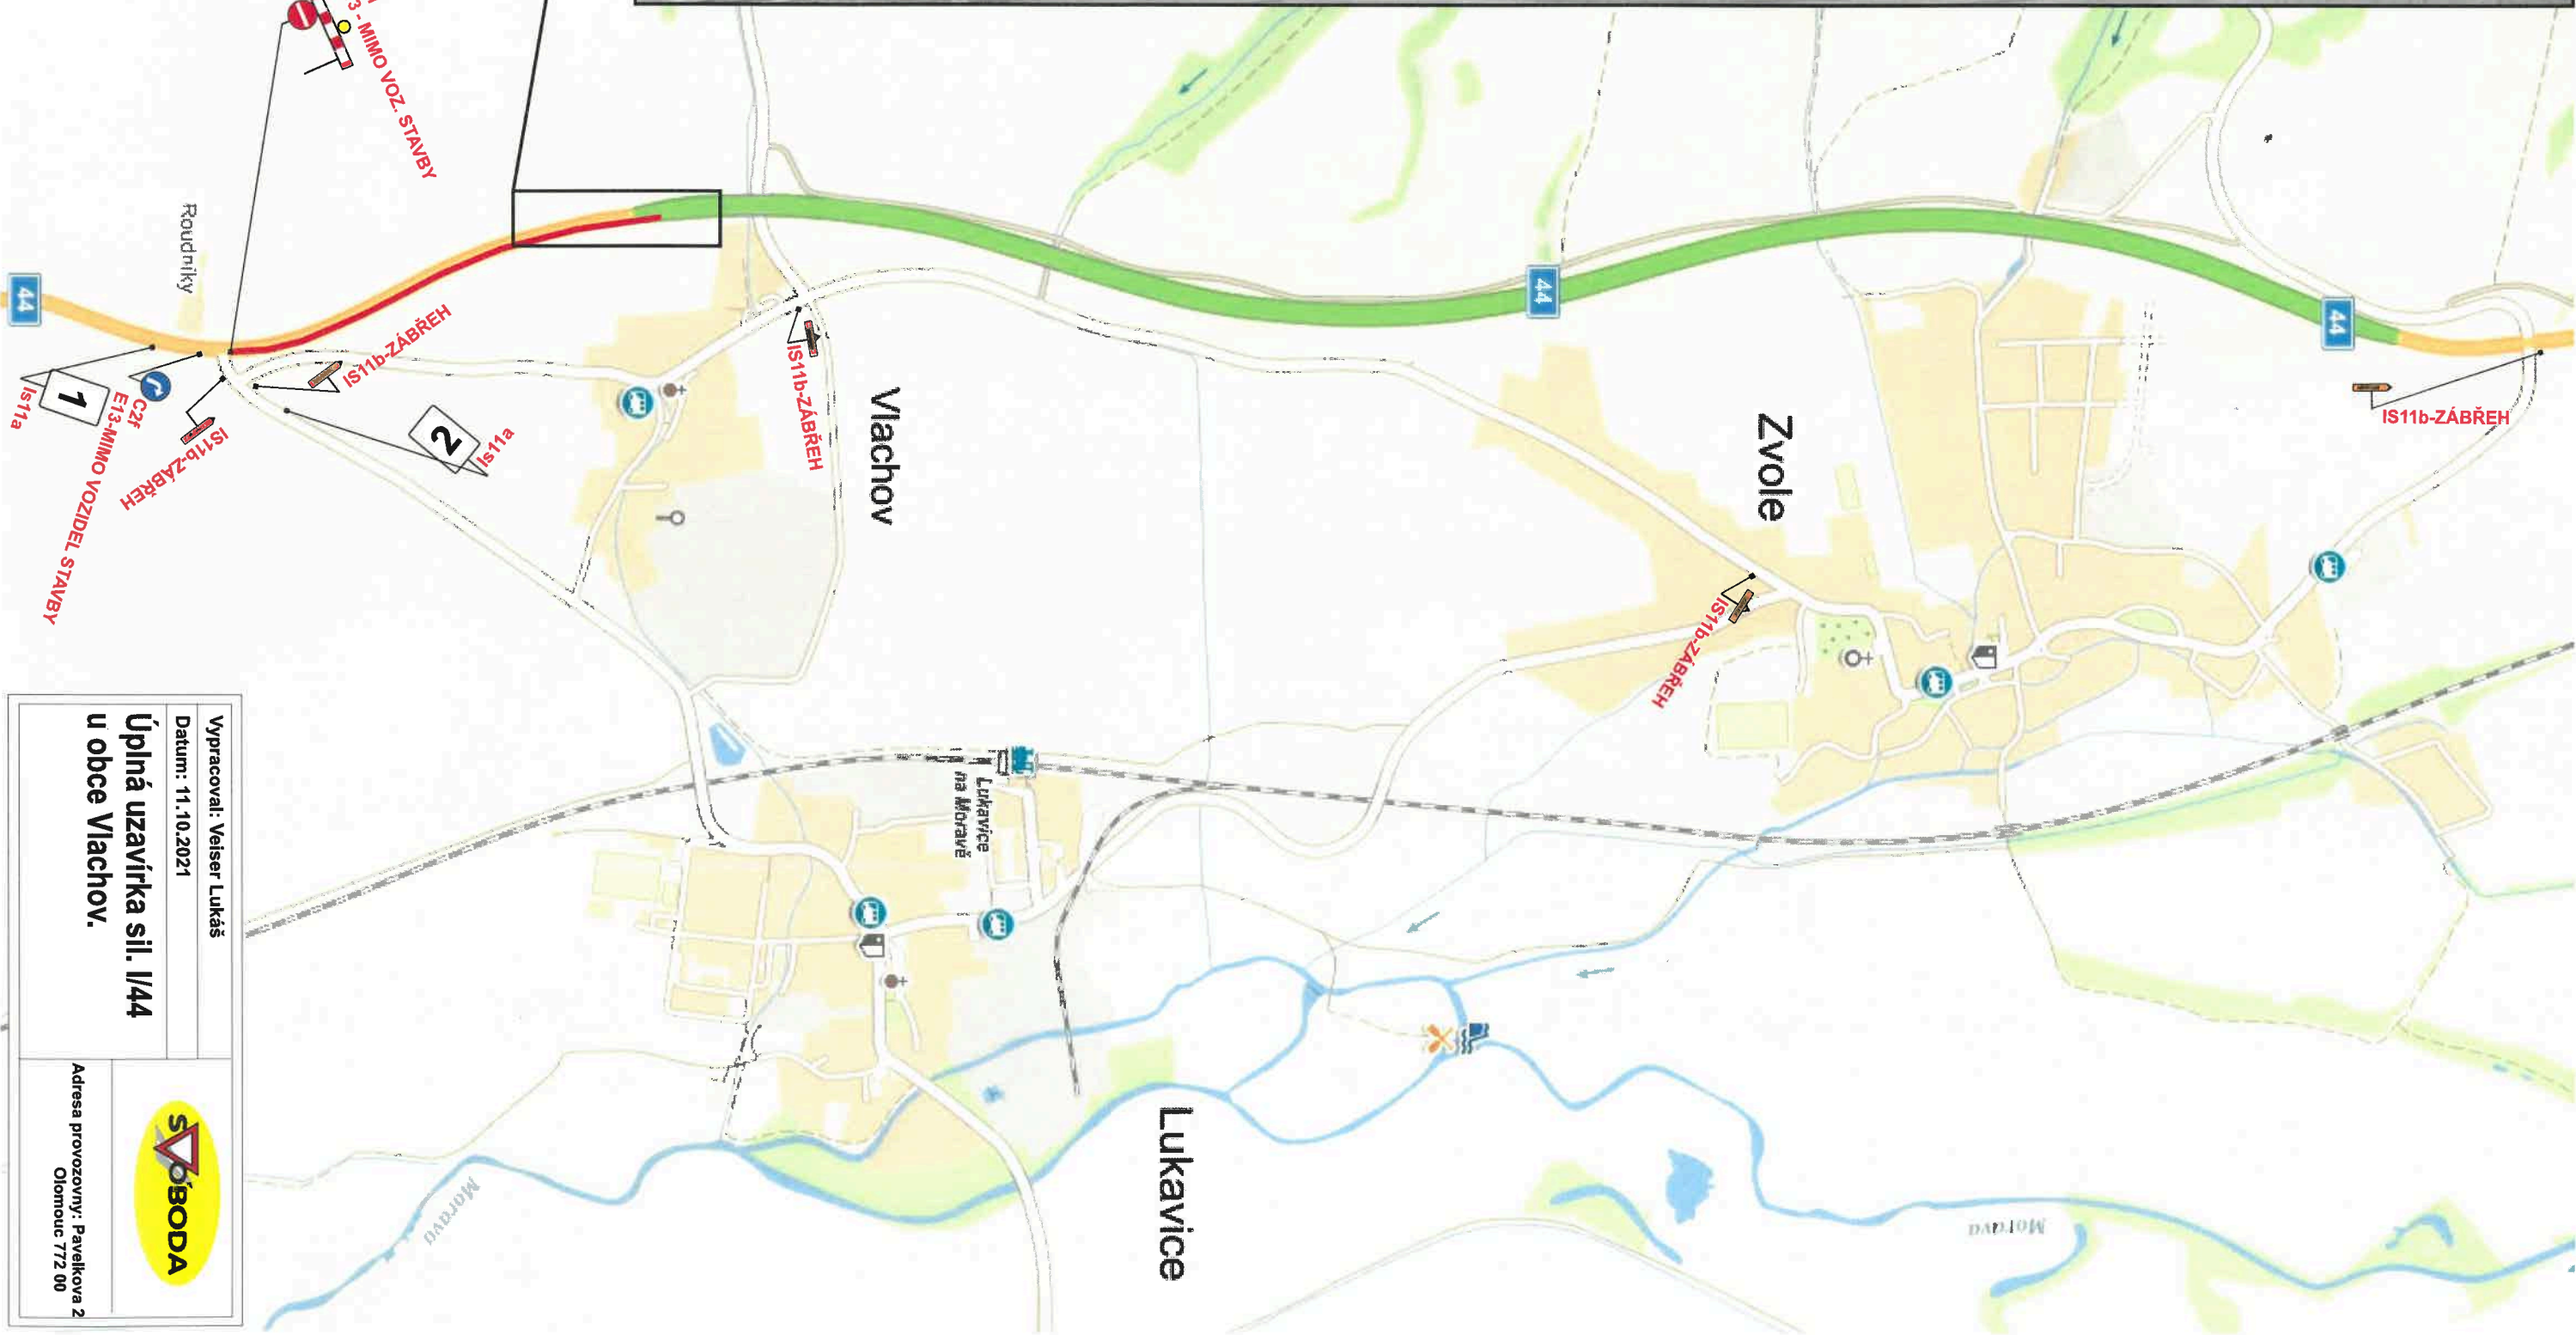 3 - MIMO VOZ. STAVBY
Roudníky
44
44
44
IS11b-ZÁBŘEH
IS11b-ZÁBŘEH
IS11b-ZÁBŘEH
IS11b-ZÁBŘEH
IS11b-ZÁBŘEH
1
Is11a
2
Is11a
C2f
E13-MIMO VOZIDEL STAVBY
Vlachov
Zvole
Lukavice
na Moravě
Lukavice
Morava
Morava
Vypracoval: Veiser Lukáš
Datum: 11.10.2021
Úplná uzavírka sil. I/44
u obce Vlachov.
SVOBODA
Adresa provozovny: Pavelkova 2
Olomouc 772 00